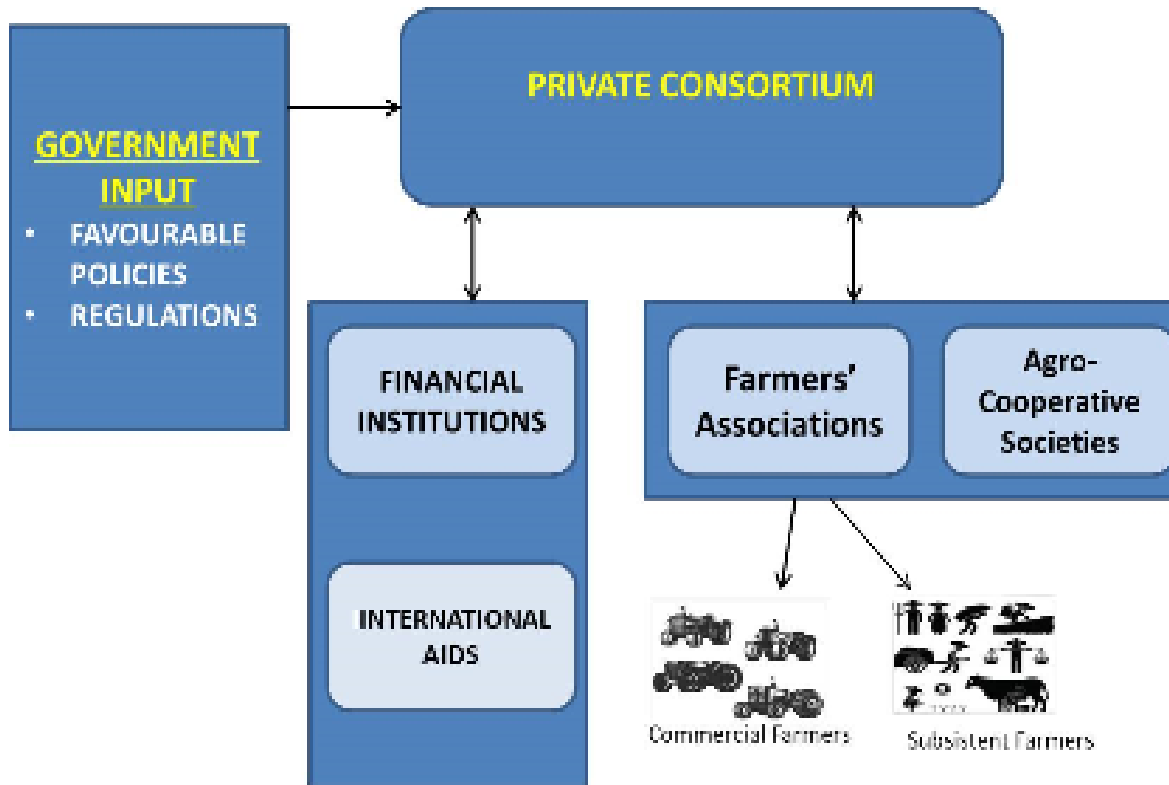 PRIVATE CONSORTIUM
GOVERNMENT
INPUT
• FAVOURABLE
POLICIES
• REGULATIONS
FINANCIAL
INSTITUTIONS
INTERNATIONAL
AIDS
Farmers'
Associations
Agro-
Cooperative
Societies
Commercial Farmers
Subsistent Farmers